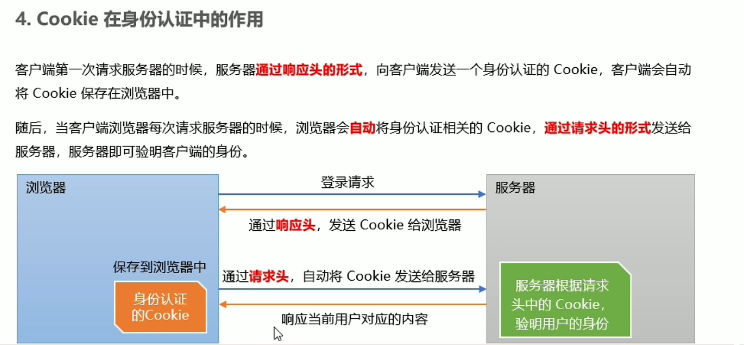 4. Cookie 在身份认证中的作用
客户端第一次请求服务器的时候，服务器通过响应头的形式，向客户端发送一个身份认证的 Cookie，客户端会自动
将 Cookie 保存在浏览器中。
随后，当客户端浏览器每次请求服务器的时候，浏览器会自动将身份认证相关的 Cookie，通过请求头的形式发送给
服务器，服务器即可验明客户端的身份。
浏览器
登录请求
服务器
通过响应头，发送 Cookie 给浏览器
保存到浏览器中
通过请求头，自动将 Cookie 发送给服务器
身份认证
的Cookie
服务器根据请求
头中的 Cookie，
验明用户的身份
响应当前用户对应的内容